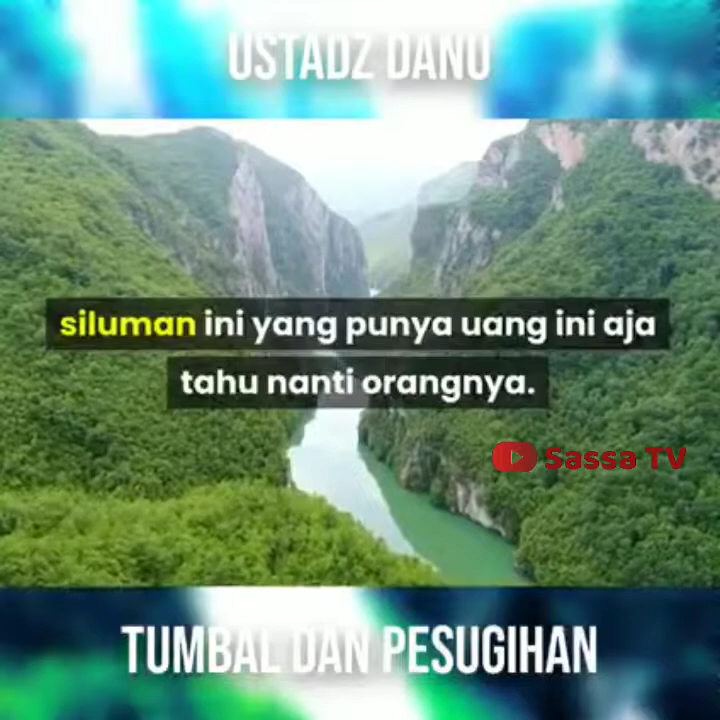 USTADZ DANU
siluman ini yang punya uang ini aja
tahu nanti orangnya.
Sassa TV
TUMBAL DAN PESUGIHAN